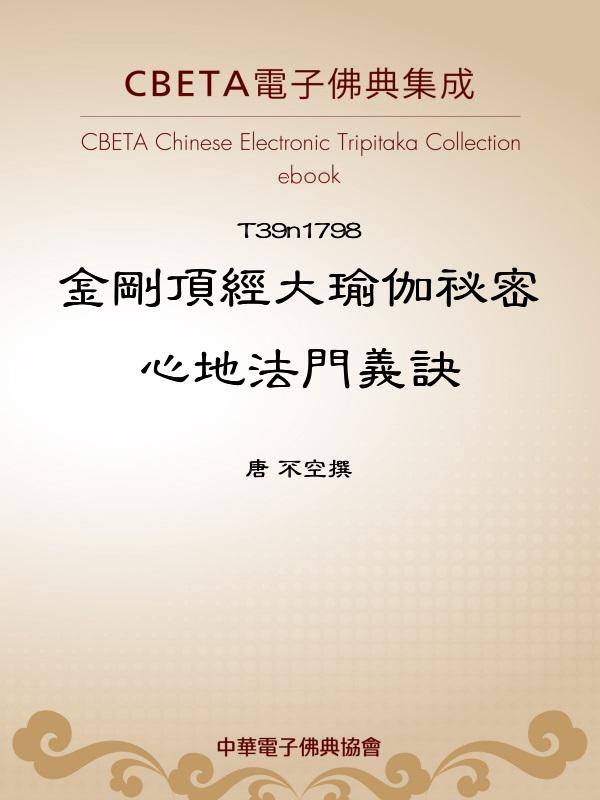 CBETA電子佛典集成
CBETA Chinese Electronic Tripitaka Collection
ebook
T39n1798
金剛頂經大瑜伽祕密
心地法門義訣
唐 不空撰
中華電子佛典協會